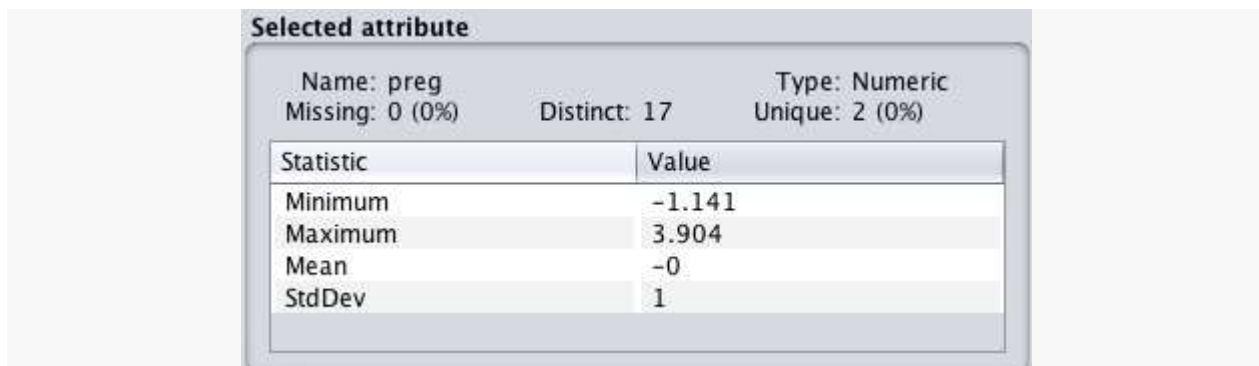 Selected attribute
Name: preg Type: Numeric
Missing: 0 (0%) Distinct: 17 Unique: 2 (0%)
Statistic Value
Minimum -1.141
Maximum 3.904
Mean -0
StdDev 1